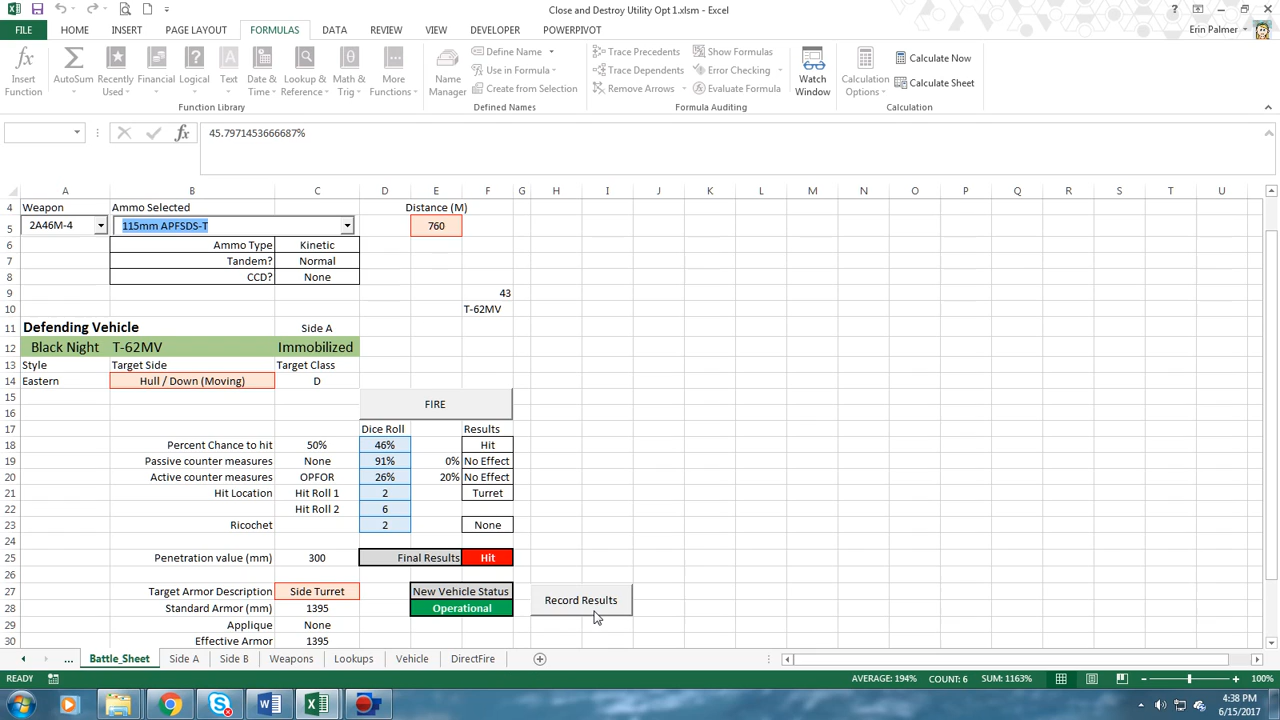 Close and Destroy Utility Opt 1.xlsm - Excel
FILE HOME INSERT PAGE LAYOUT FORMULAS DATA REVIEW VIEW DEVELOPER POWERPIVOT Erin Palmer
Insert Function
AutoSum
Recently Used
Financial
Logical
Text
Date & Time
Lookup & Reference
Math & Trig
More Functions
Function Library
Name Manager
Define Name
Use in Formula
Create from Selection
Defined Names
Trace Precedents
Trace Dependents
Remove Arrows
Show Formulas
Error Checking
Evaluate Formula
Formula Auditing
Watch Window
Calculation Options
Calculate Now
Calculate Sheet
Calculation
fx 45.7971453666687%
A B C D E F G H I J K L M N O P Q R S T U
4 Weapon Ammo Selected Distance (M)
5 2A46M-4 115mm APFSDS-T 760
6 Ammo Type Kinetic
7 Tandem? Normal
8 CCD? None
9 43
10 T-62MV
11 Defending Vehicle Side A
12 Black Night T-62MV Immobilized
13 Style Target Side Target Class
14 Eastern Hull / Down (Moving) D
15 FIRE
16
17 Dice Roll Results
18 Percent Chance to hit 50% 46% Hit
19 Passive counter measures None 91% 0% No Effect
20 Active counter measures OPFOR 26% 20% No Effect
21 Hit Location Hit Roll 1 2 Turret
22 Hit Roll 2 6
23 Ricochet 2 None
24
25 Penetration value (mm) 300 Final Results Hit
26
27 Target Armor Description Side Turret New Vehicle Status Record Results
28 Standard Armor (mm) 1395 Operational
29 Applique None
30 Effective Armor 1395
... Battle_Sheet Side A Side B Weapons Lookups Vehicle DirectFire
READY AVERAGE: 194% COUNT: 6 SUM: 1163% 100%
4:38 PM
6/15/2017